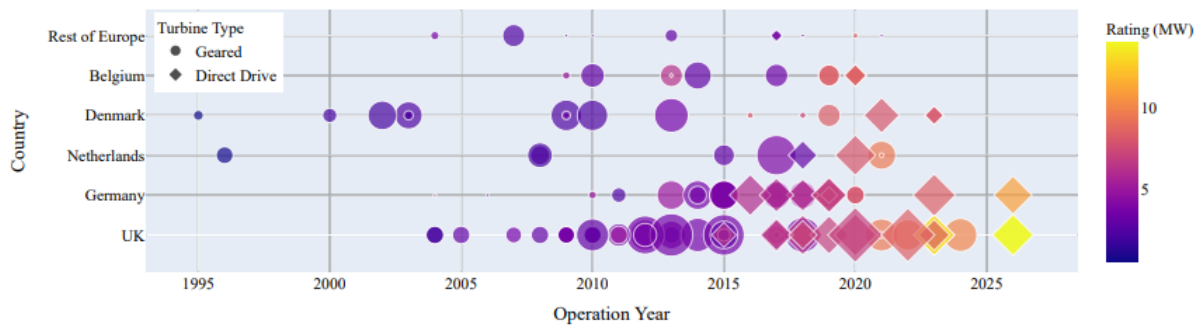 Turbine Type
Geared
Direct Drive
Country
Rest of Europe
Belgium
Denmark
Netherlands
Germany
UK
1995 2000 2005 2010 2015 2020 2025
Operation Year
Rating (MW)
10
5